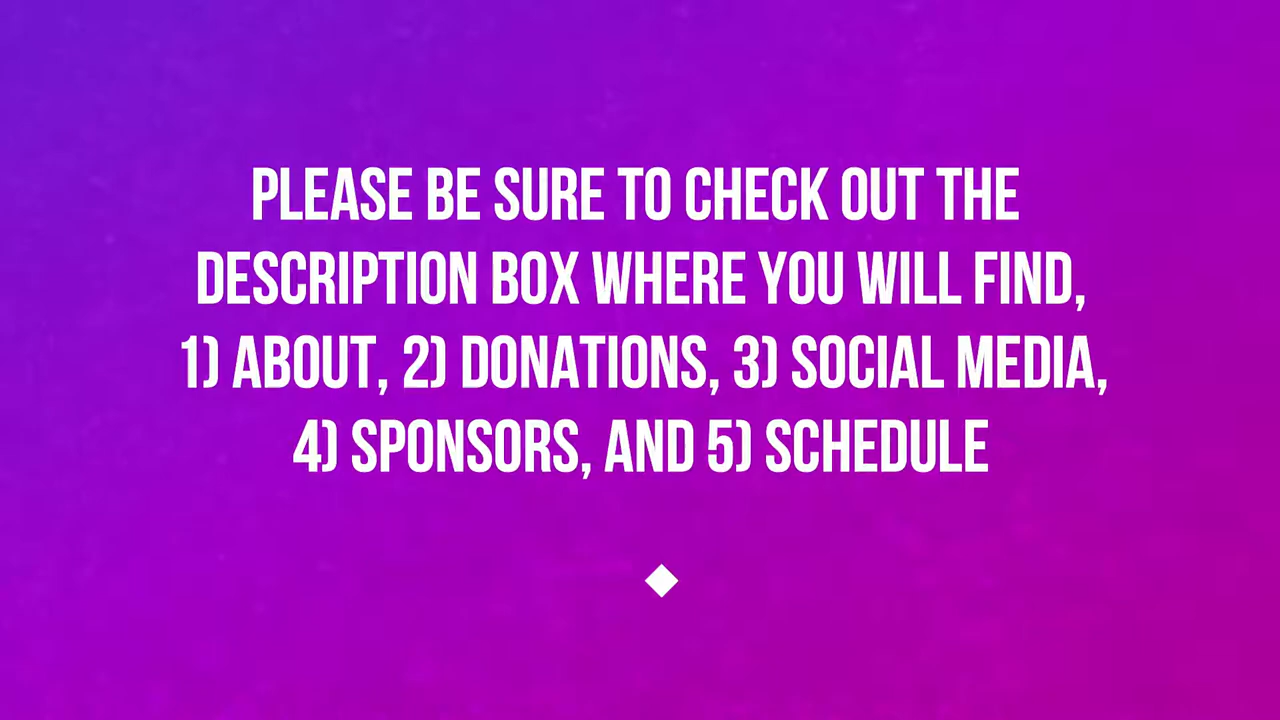 PLEASE BE SURE TO CHECK OUT THE
DESCRIPTION BOX WHERE YOU WILL FIND,
1) ABOUT, 2) DONATIONS, 3) SOCIAL MEDIA,
4) SPONSORS, AND 5) SCHEDULE